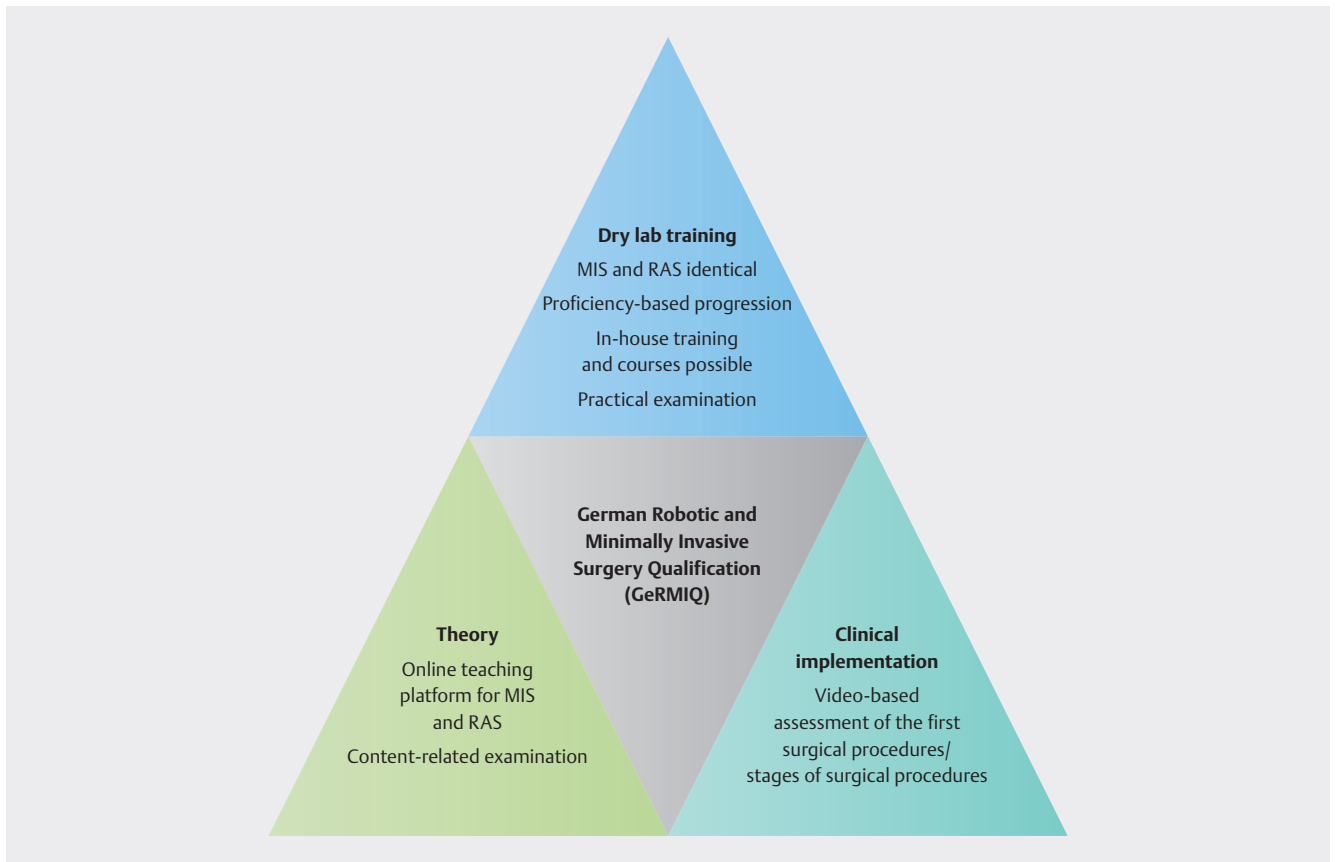 Dry lab training
MIS and RAS identical
Proficiency-based progression
In-house training
and courses possible
Practical examination
German Robotic and
Minimally Invasive
Surgery Qualification
(GeRMIQ)
Theory
Online teaching
platform for MIS
and RAS
Content-related examination
Clinical
implementation
Video-based
assessment of the first
surgical procedures/
stages of surgical procedures